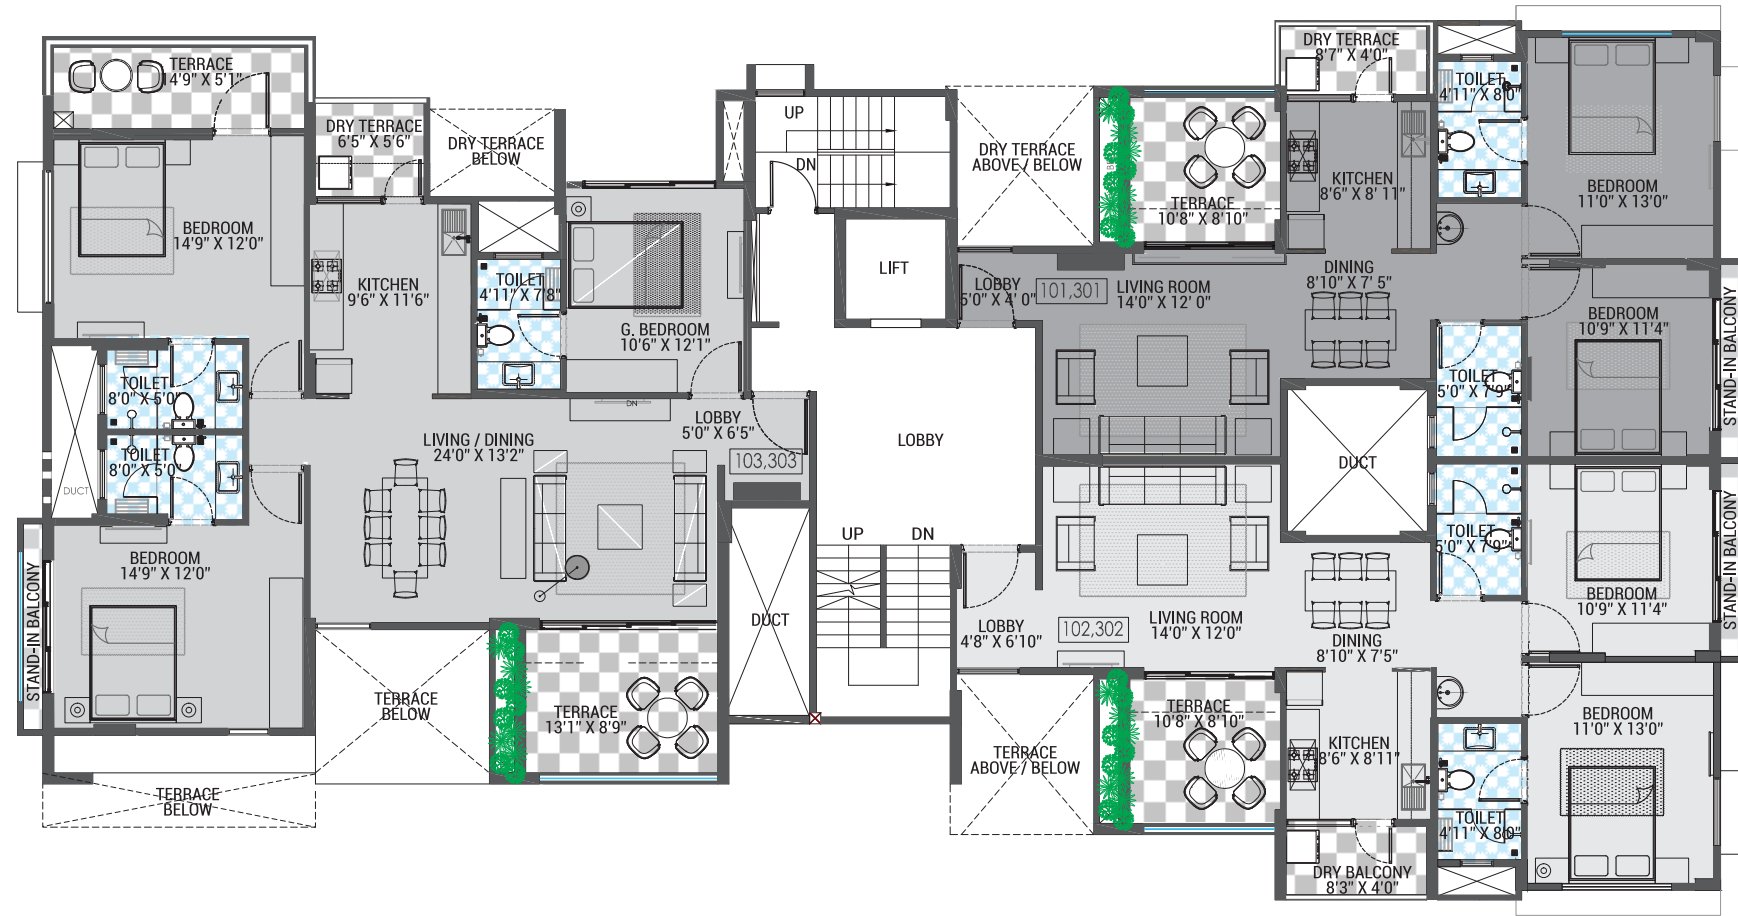 TERRACE
14'9" X 5'1"
DRY TERRACE
6'5" X 5'6"
DRY TERRACE
BELOW
BEDROOM
14'9" X 12'0"
KITCHEN
9'6" X 11'6"
TOILET
4'11" X 7'8"
G. BEDROOM
10'6" X 12'1"
TOILET
8'0" X 5'0"
TOILET
8'0" X 5'0"
DUCT
LIVING / DINING
24'0" X 13'2"
DN
LOBBY
5'0" X 6'5"
103,303
BEDROOM
14'9" X 12'0"
STAND-IN BALCONY
TERRACE
BELOW
TERRACE
BELOW
TERRACE
13'1" X 8'9"
DUCT
UP
DN
LIFT
LOBBY
UP
DN
DRY TERRACE
ABOVE / BELOW
TERRACE
10'8" X 8'10"
DRY TERRACE
8'7" X 4'0"
KITCHEN
8'6" X 8'11"
TOILET
4'11" X 8'0"
BEDROOM
11'0" X 13'0"
LOBBY
5'0" X 4' 0"
101,301
LIVING ROOM
14'0" X 12' 0"
DINING
8'10" X 7' 5"
BEDROOM
10'9" X 11'4"
STAND-IN BALCONY
TOILET
5'0" X 7'9"
DUCT
TOILET
5'0" X 7'9"
STAND-IN BALCONY
BEDROOM
10'9" X 11'4"
LOBBY
4'8" X 6'10"
102,302
LIVING ROOM
14'0" X 12'0"
DINING
8'10" X 7'5"
TERRACE
ABOVE / BELOW
TERRACE
10'8" X 8'10"
KITCHEN
8'6" X 8'11"
BEDROOM
11'0" X 13'0"
TOILET
4'11" X 8'0"
DRY BALCONY
8'3" X 4'0"